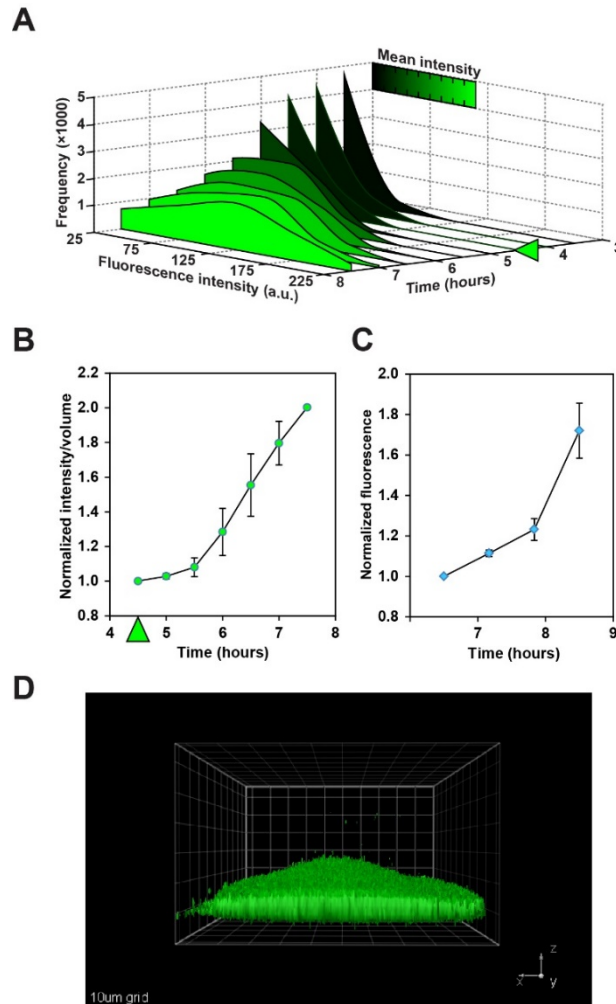 A
Mean intensity
Frequency (×1000)
5
4
3
2
1
25
75
125
175
225
Fluorescence intensity (a.u.)
8
7
6
5
4
Time (hours)
B
Normalized intensity/volume
2.2
2.0
1.8
1.6
1.4
1.2
1.0
0.8
4
5
6
7
8
Time (hours)
C
Normalized fluorescence
2.0
1.8
1.6
1.4
1.2
1.0
0.8
7
8
9
Time (hours)
D
z
x
y
10um grid